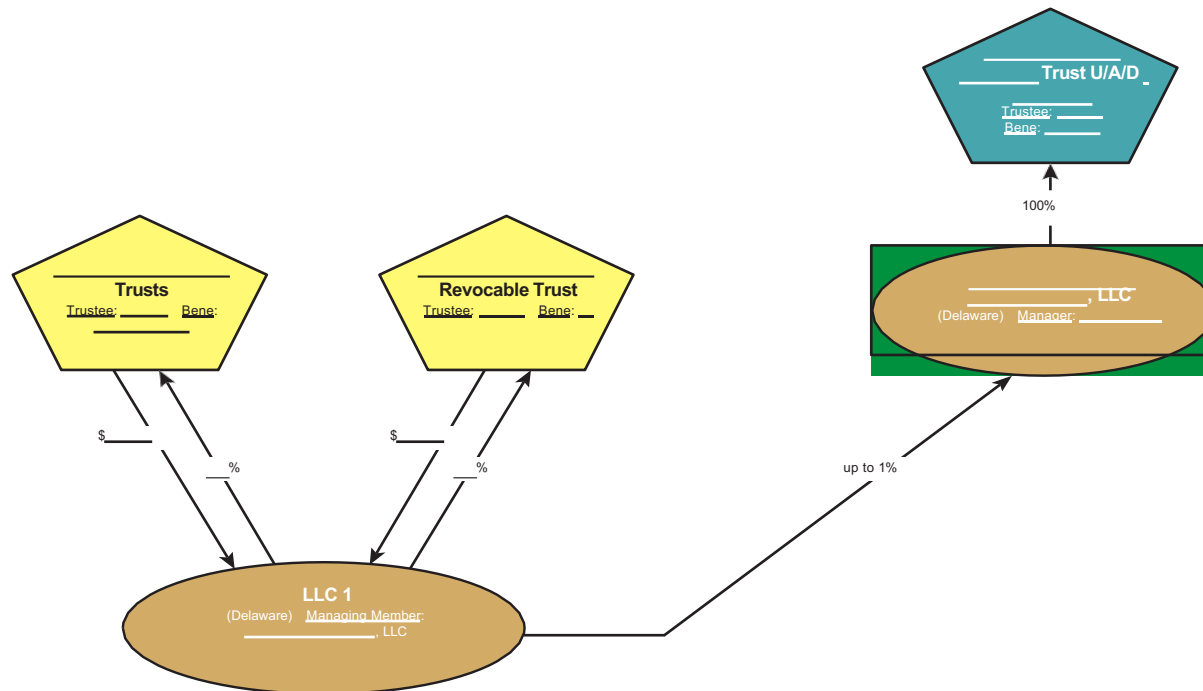 Trust U/A/D
Trustee:
Bene:
100%
Trusts
Trustee: Bene:
Revocable Trust
Trustee: Bene:
, LLC
(Delaware) Manager:
$
$
%
%
up to 1%
LLC 1
(Delaware) Managing Member:
, LLC